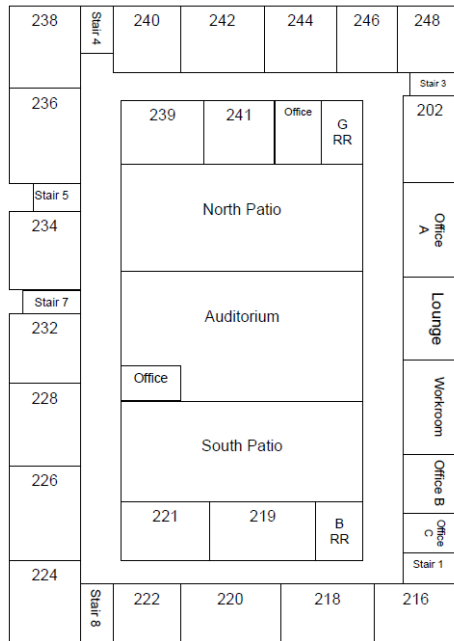 238
Stair 4
240
242
244
246
248
Stair 3
236
239
241
Office
G
RR
202
Stair 5
North Patio
Office
A
234
Stair 7
Auditorium
Lounge
232
Office
Workroom
228
South Patio
Office B
226
221
219
B
RR
Office
C
Stair 1
224
Stair 8
222
220
218
216